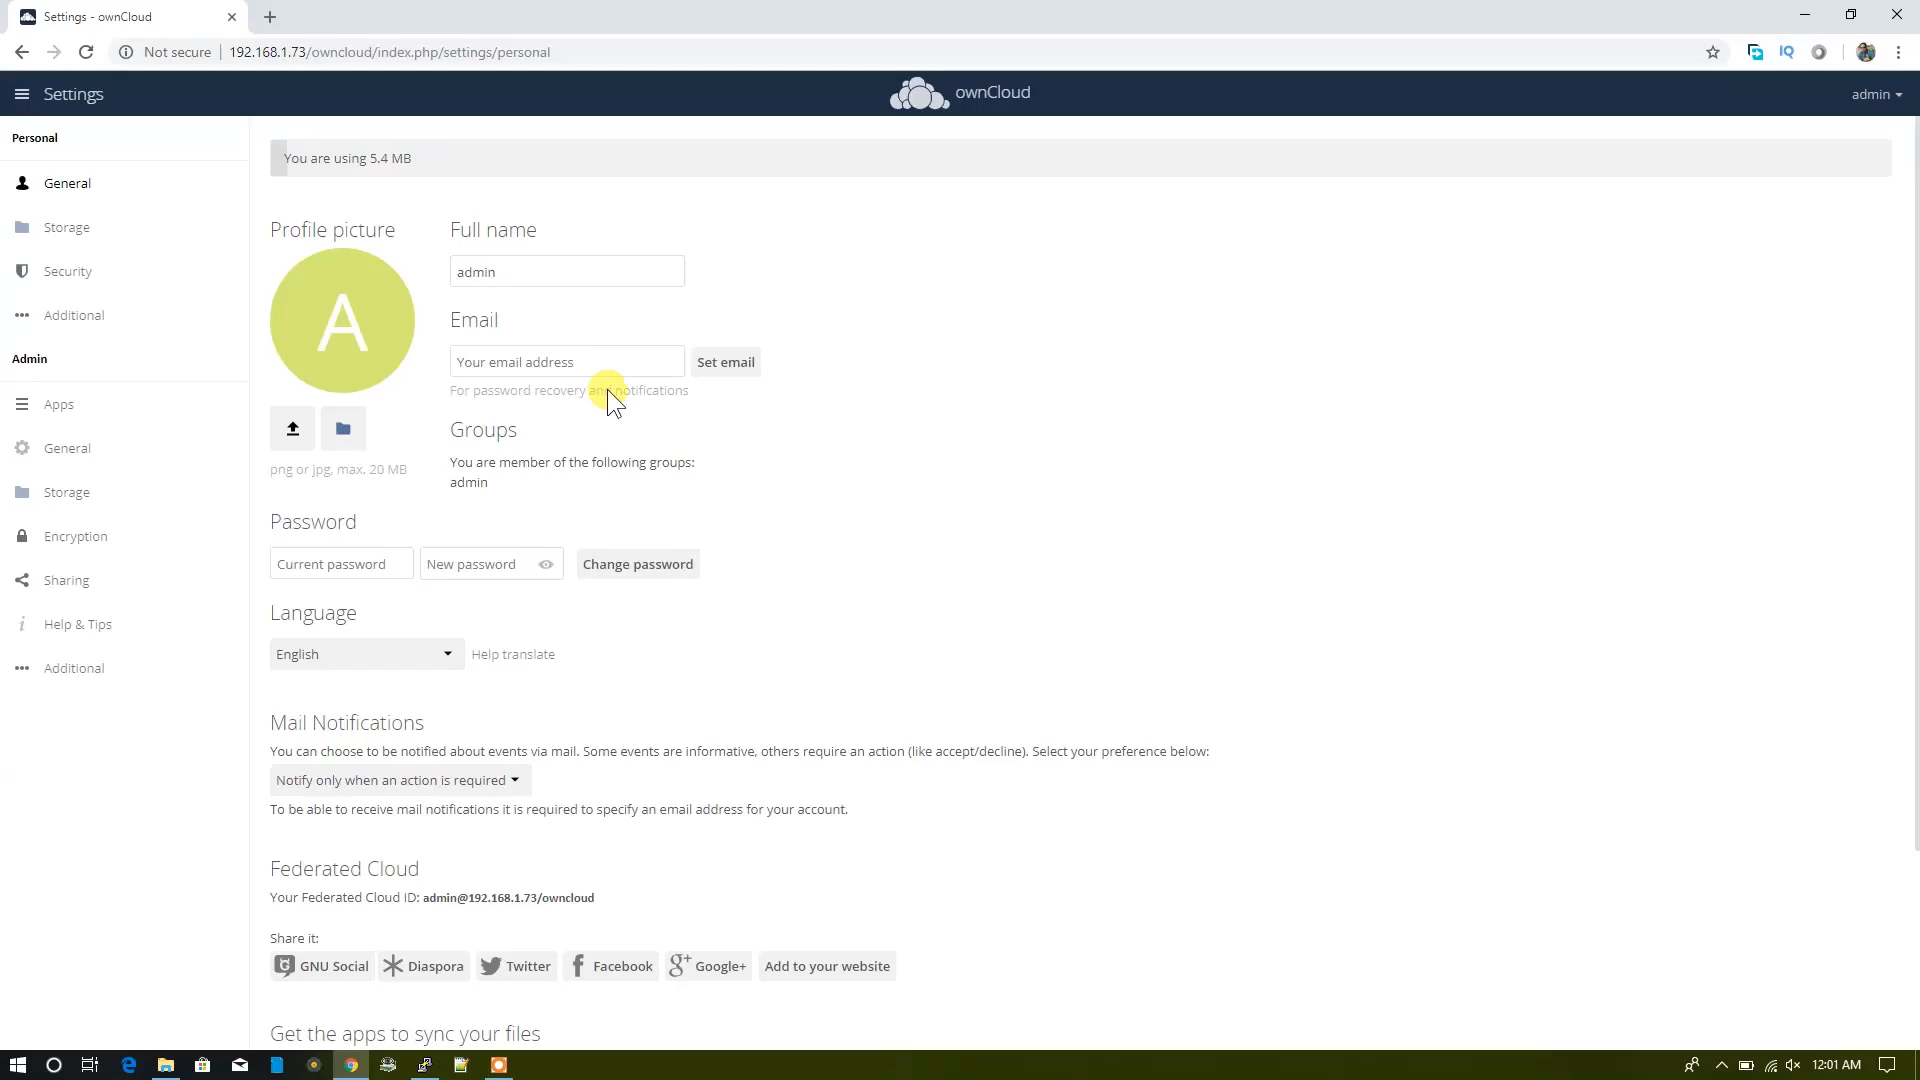 Settings - ownCloud
Not secure
192.168.1.73/owncloud/index.php/settings/personal
IQ
Settings
ownCloud
admin
Personal
General
Storage
Security
Additional
Admin
Apps
General
Storage
Encryption
Sharing
Help & Tips
Additional
You are using 5.4 MB
Profile picture
A
png or jpg, max. 20 MB
Full name
admin
Email
Your email address
Set email
For password recovery and notifications
Groups
You are member of the following groups:
admin
Password
Current password
New password
Change password
Language
English
Help translate
Mail Notifications
You can choose to be notified about events via mail. Some events are informative, others require an action (like accept/decline). Select your preference below:
Notify only when an action is required
To be able to receive mail notifications it is required to specify an email address for your account.
Federated Cloud
Your Federated Cloud ID: admin@192.168.1.73/owncloud
Share it:
GNU Social
Diaspora
Twitter
Facebook
Google+
Add to your website
Get the apps to sync your files
12:01 AM